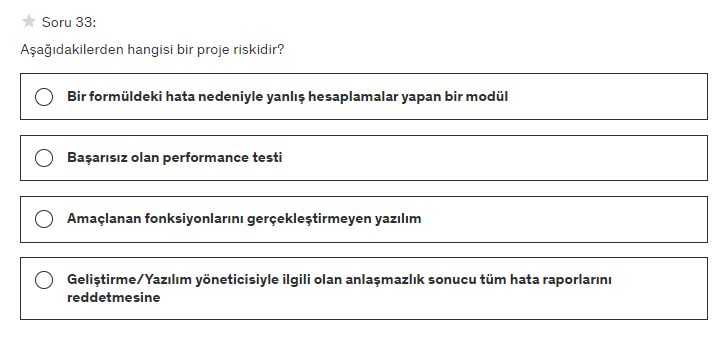 Soru 33:
Aşağıdakilerden hangisi bir proje riskidir?
Bir formüldeki hata nedeniyle yanlış hesaplamalar yapan bir modül
Başarısız olan performance testi
Amaçlanan fonksiyonlarını gerçekleştirmeyen yazılım
Geliştirme/Yazılım yöneticisiyle ilgili olan anlaşmazlık sonucu tüm hata raporlarını
reddetmesine